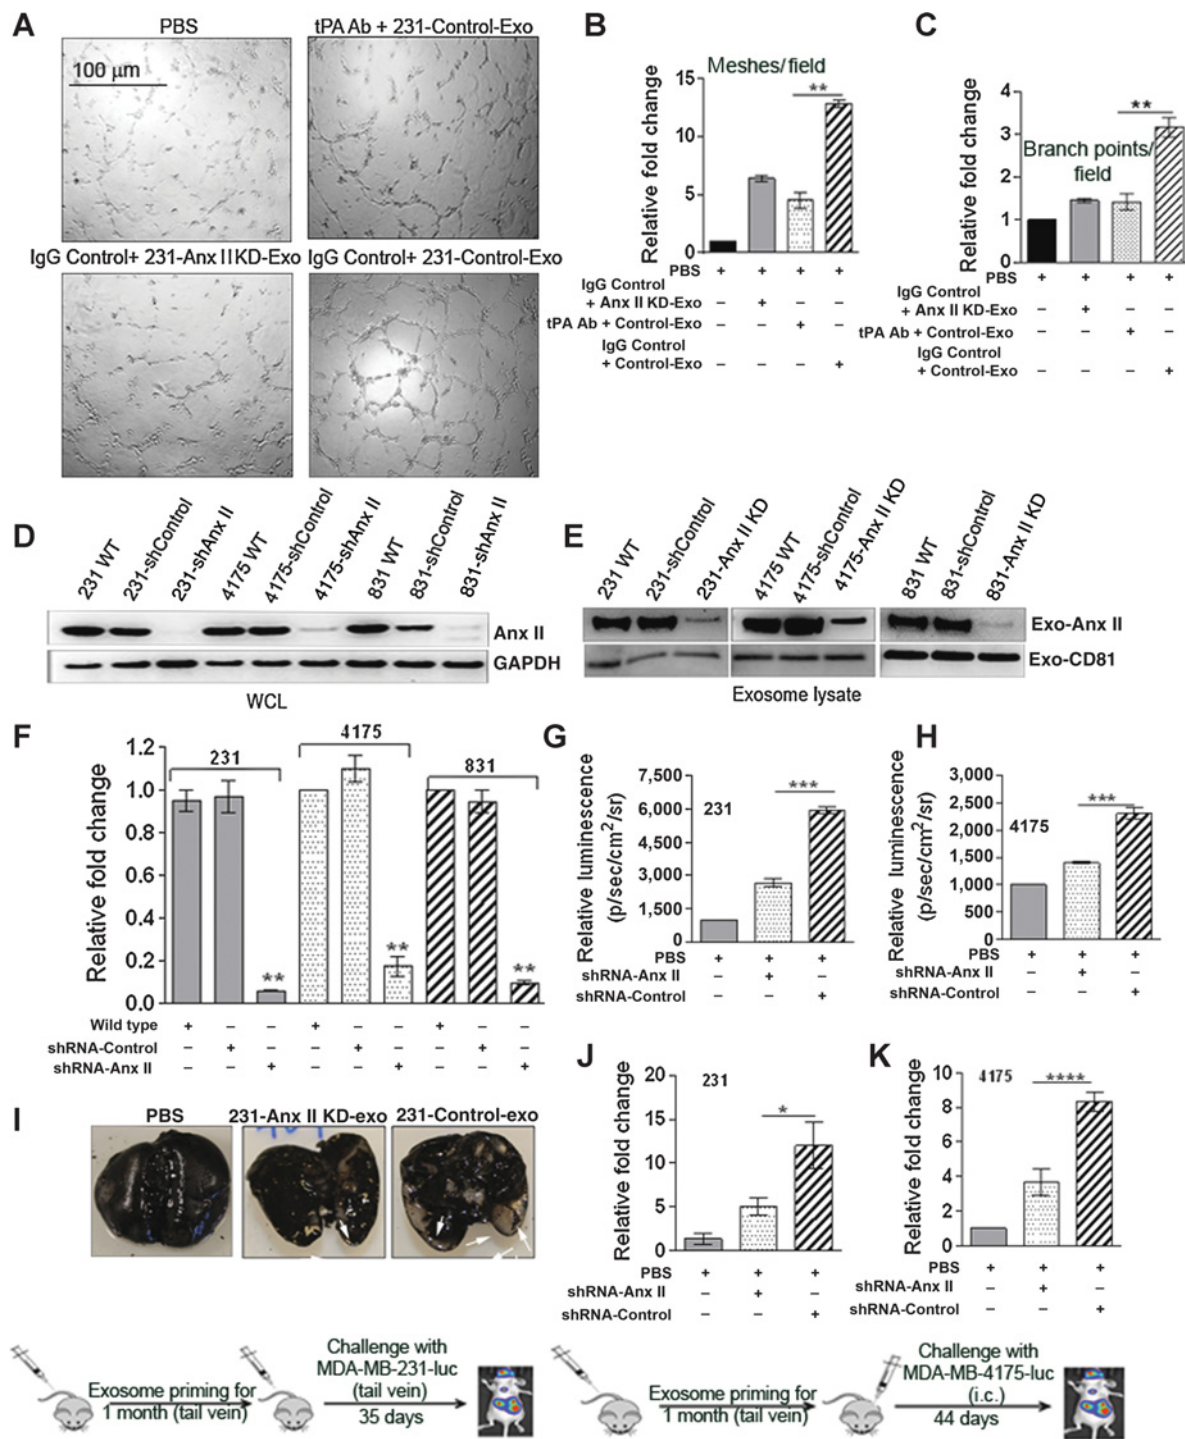 A
PBS
tPA Ab + 231-Control-Exo
100 µm
IgG Control+ 231-Anx II KD-Exo
IgG Control+ 231-Control-Exo
B
Relative fold change
15
10
5
0
Meshes/field
**
PBS + + + +
IgG Control
+ Anx II KD-Exo – + – –
tPA Ab + Control-Exo – – + –
IgG Control
+ Control-Exo – – – +
C
Relative fold change
4
3
2
1
0
Branch points/
field
**
PBS + + + +
IgG Control
+ Anx II KD-Exo – + – –
tPA Ab + Control-Exo – – + –
IgG Control
+ Control-Exo – – – +
D
231 WT
231-shControl
231-shAnx II
4175 WT
4175-shControl
4175-shAnx II
831 WT
831-shControl
831-shAnx II
Anx II
GAPDH
WCL
E
231 WT
231-shControl
231-Anx II KD
4175 WT
4175-shControl
4175-Anx II KD
831 WT
831-shControl
831-Anx II KD
Exo-Anx II
Exo-CD81
Exosome lysate
F
Relative fold change
1.2
1.0
0.8
0.6
0.4
0.2
0.0
231
4175
831
**
**
**
Wild type + – – + – – + – –
shRNA-Control – + – – + – – + –
shRNA-Anx II – – + – – + – – +
G
Relative luminescence
(p/sec/cm²/sr)
7,500
6,000
4,500
3,000
1,500
0
231
***
PBS + + +
shRNA-Anx II – + –
shRNA-Control – – +
H
Relative luminescence
(p/sec/cm²/sr)
3,000
2,500
2,000
1,500
1,000
500
0
4175
***
PBS + + +
shRNA-Anx II – + –
shRNA-Control – – +
I
PBS
231-Anx II KD-exo
231-Control-exo
J
Relative fold change
20
15
10
5
0
231
*
PBS + + +
shRNA-Anx II – + –
shRNA-Control – – +
K
Relative fold change
10
8
6
4
2
0
4175
****
PBS + + +
shRNA-Anx II – + –
shRNA-Control – – +
Exosome priming for
1 month (tail vein)
Challenge with
MDA-MB-231-luc
(tail vein)
35 days
Exosome priming for
1 month (tail vein)
Challenge with
MDA-MB-4175-luc
(i.c.)
44 days